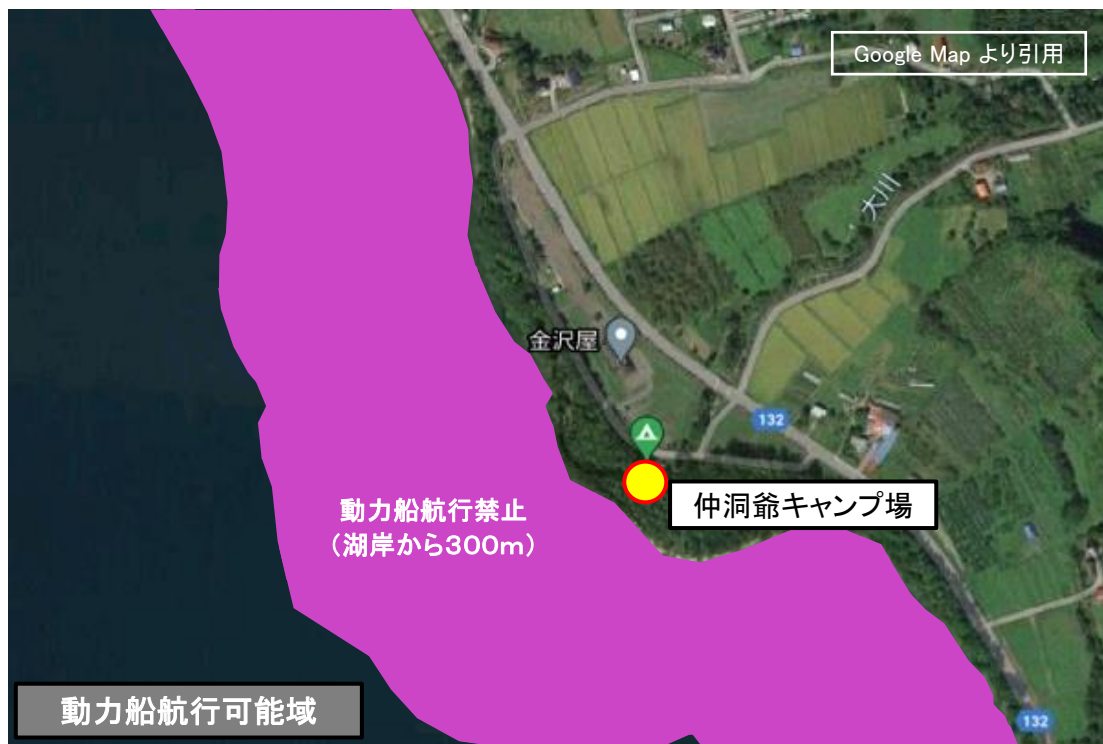 Google Map より引用
大川
金沢屋
132
仲洞爺キャンプ場
動力船航行禁止
（湖岸から300ｍ）
動力船航行可能域
132